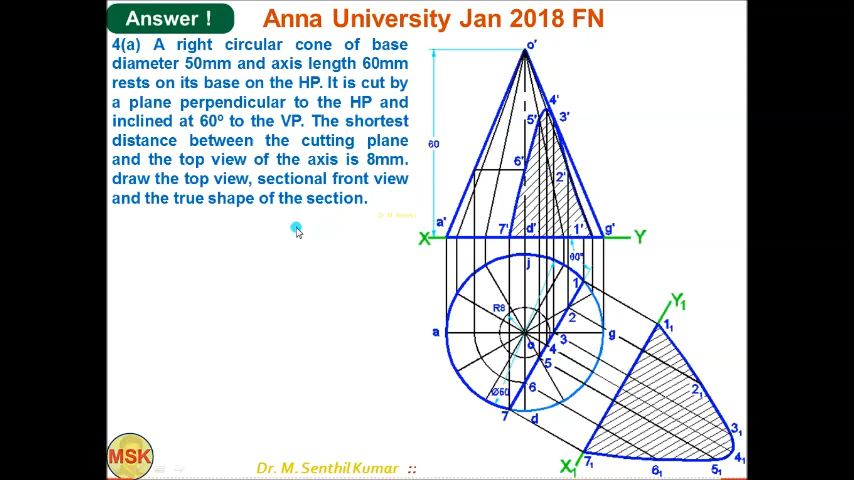 Answer !
Anna University Jan 2018 FN
4(a) A right circular cone of base
diameter 50mm and axis length 60mm
rests on its base on the HP. It is cut by
a plane perpendicular to the HP and
inclined at 60º to the VP. The shortest
distance between the cutting plane
and the top view of the axis is 8mm.
draw the top view, sectional front view
and the true shape of the section.
o'
4'
5'
3'
60
6'
2'
Dr. M. Senthil
a'
7'
d'
1'
g'
X
Y
j
60°
1
R8
2
a
o
3
g
4
5
6
Ø50
7
d
Y₁
1₁
2₁
3₁
4₁
5₁
6₁
7₁
X₁
MSK
Dr. M. Senthil Kumar ::